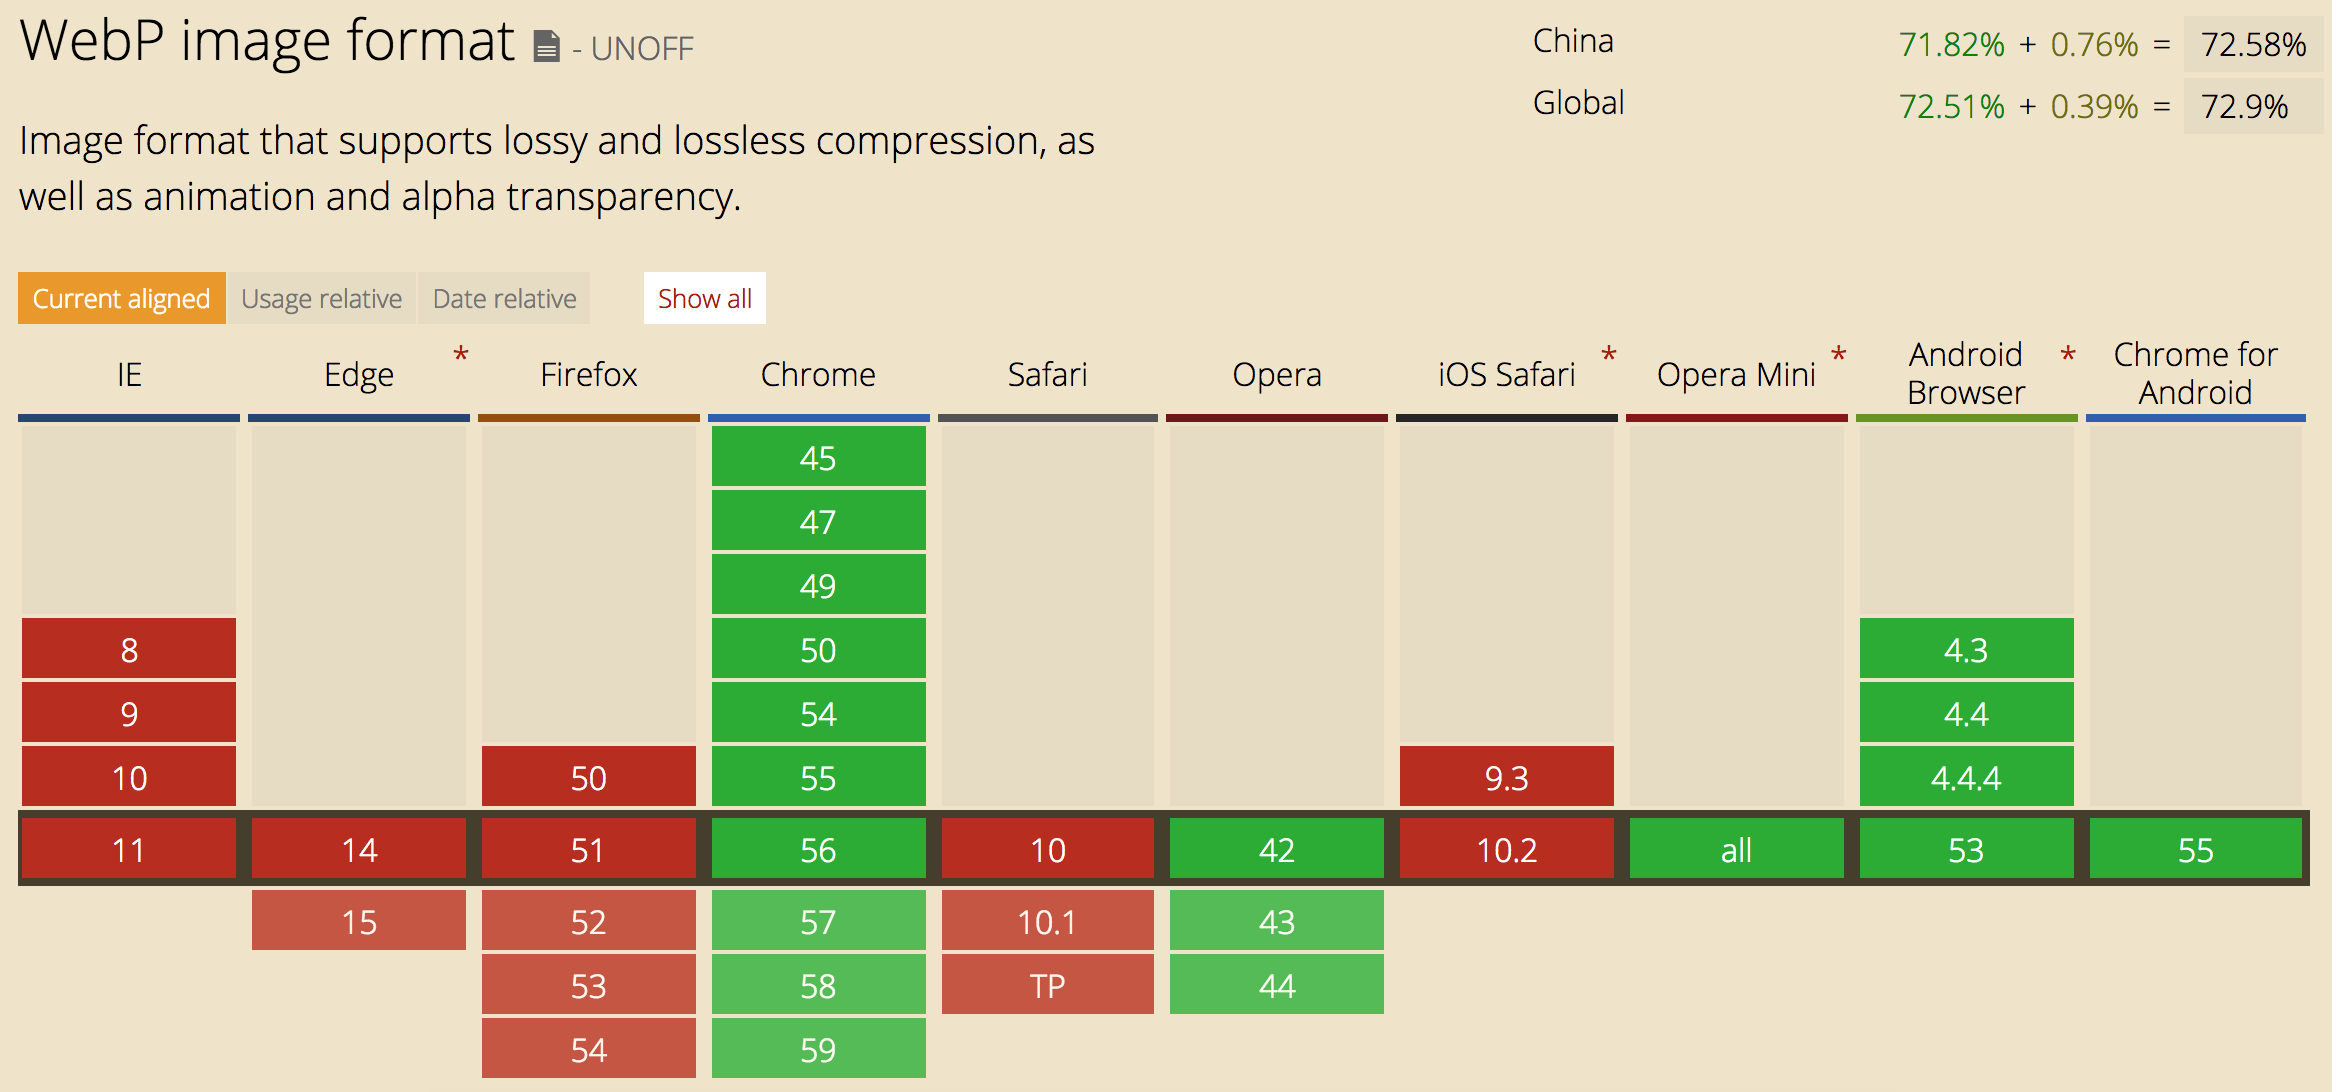 WebP image format - UNOFF
China 71.82% + 0.76% = 72.58%
Global 72.51% + 0.39% = 72.9%
Image format that supports lossy and lossless compression, as
well as animation and alpha transparency.
Current aligned Usage relative Date relative Show all
IE Edge * Firefox Chrome Safari Opera iOS Safari * Opera Mini * Android Browser * Chrome for Android
45
47
49
8 50 4.3
9 54 4.4
10 50 55 9.3 4.4.4
11 14 51 56 10 42 10.2 all 53 55
15 52 57 10.1 43
53 58 TP 44
54 59